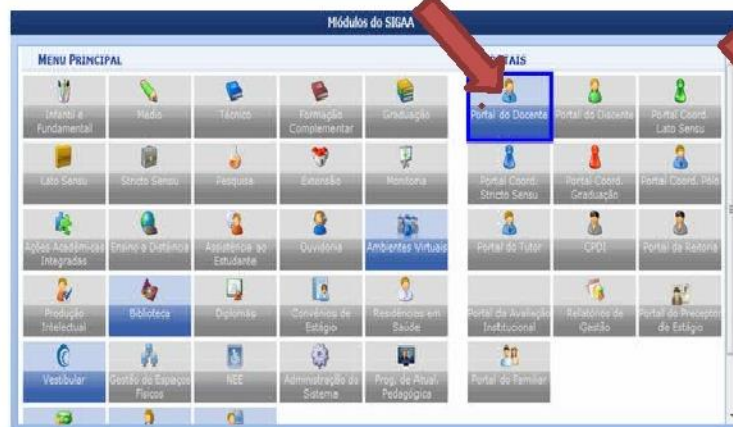 Módulos do SIGAA
MENU PRINCIPAL
Infantil e Fundamental
Médio
Técnico
Formação Complementar
Graduação
Lato Sensu
Stricto Sensu
Pesquisa
Extensão
Monitoria
Ações Acadêmicas Integradas
Ensino a Distância
Assistência ao Estudante
Ouvidoria
Ambientes Virtuais
Produção Intelectual
Biblioteca
Diplomas
Convênios de Estágio
Residências em Saúde
Vestibular
Gestão de Espaços Físicos
NEE
Administração do Sistema
Prog. de Atual. Pedagógica
TAIS
Portal do Docente
Portal do Discente
Portal Coord. Lato Sensu
Portal Coord. Stricto Sensu
Portal Coord. Graduação
Portal Coord. Pólo
Portal do Tutor
CPDI
Portal da Reitoria
Portal da Avaliação Institucional
Relatórios de Gestão
Portal do Preceptor de Estágio
Portal do Familiar